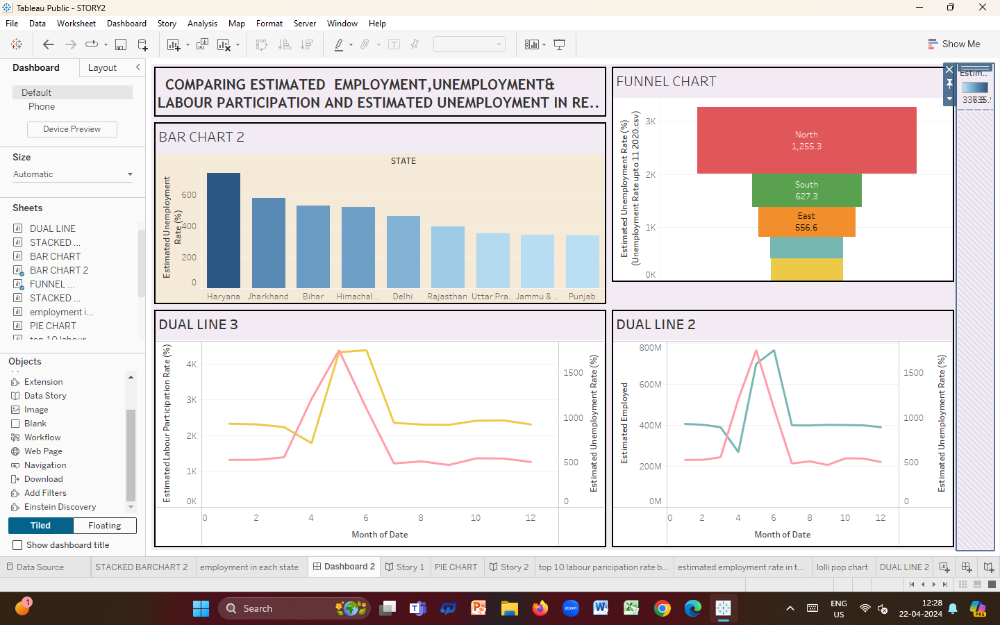 Tableau Public - STORY2
File Data Worksheet Dashboard Story Analysis Map Format Server Window Help
Show Me
Dashboard Layout
Default
Phone
Device Preview
Size
Automatic
Sheets
DUAL LINE
STACKED ...
BAR CHART
BAR CHART 2
FUNNEL ...
STACKED ...
employment i...
PIE CHART
top 10 labour
Objects
Extension
Data Story
Image
Blank
Workflow
Web Page
Navigation
Download
Add Filters
Einstein Discovery
Tiled Floating
Show dashboard title
COMPARING ESTIMATED EMPLOYMENT,UNEMPLOYMENT&
LABOUR PARTICIPATION AND ESTIMATED UNEMPLOYMENT IN RE..
BAR CHART 2
STATE
Estimated Unemployment
Rate (%)
600
400
200
0
Haryana Jharkhand Bihar Himachal .. Delhi Rajasthan Uttar Pra.. Jammu & .. Punjab
FUNNEL CHART
Estimated Unemployment Rate (%)
(Unemployment Rate upto 11 2020.csv)
3K
2K
1K
0K
North
1,255.3
South
627.3
East
556.6
Estim..
DUAL LINE 3
Estimated Labour Participation Rate (%)
4K
3K
2K
1K
0K
1500
1000
500
0
Estimated Unemployment Rate (%)
0 2 4 6 8 10 12
Month of Date
DUAL LINE 2
Estimated Employed
800M
600M
400M
200M
0M
1500
1000
500
0
Estimated Unemployment Rate (%)
0 2 4 6 8 10 12
Month of Date
Data Source STACKED BARCHART 2 employment in each state Dashboard 2 Story 1 PIE CHART Story 2 top 10 labour paricipation rate b... estimated employment rate in t... lolli pop chart DUAL LINE 2
1 Search zoom ENG 12:28
US 22-04-2024 PRE